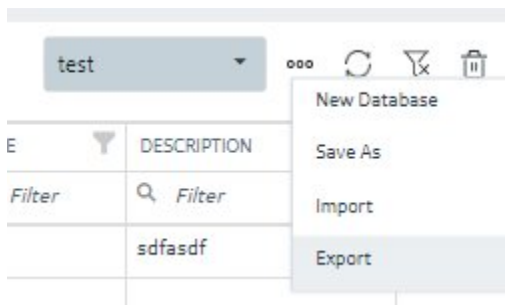 test
New Database
E
DESCRIPTION
Save As
Filter
Filter
Import
sdfasdf
Export